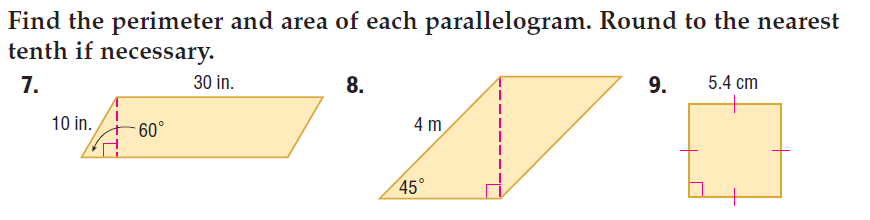 Find the perimeter and area of each parallelogram. Round to the nearest
tenth if necessary.
7.
30 in.
10 in.
60°
8.
4 m
45°
9.
5.4 cm